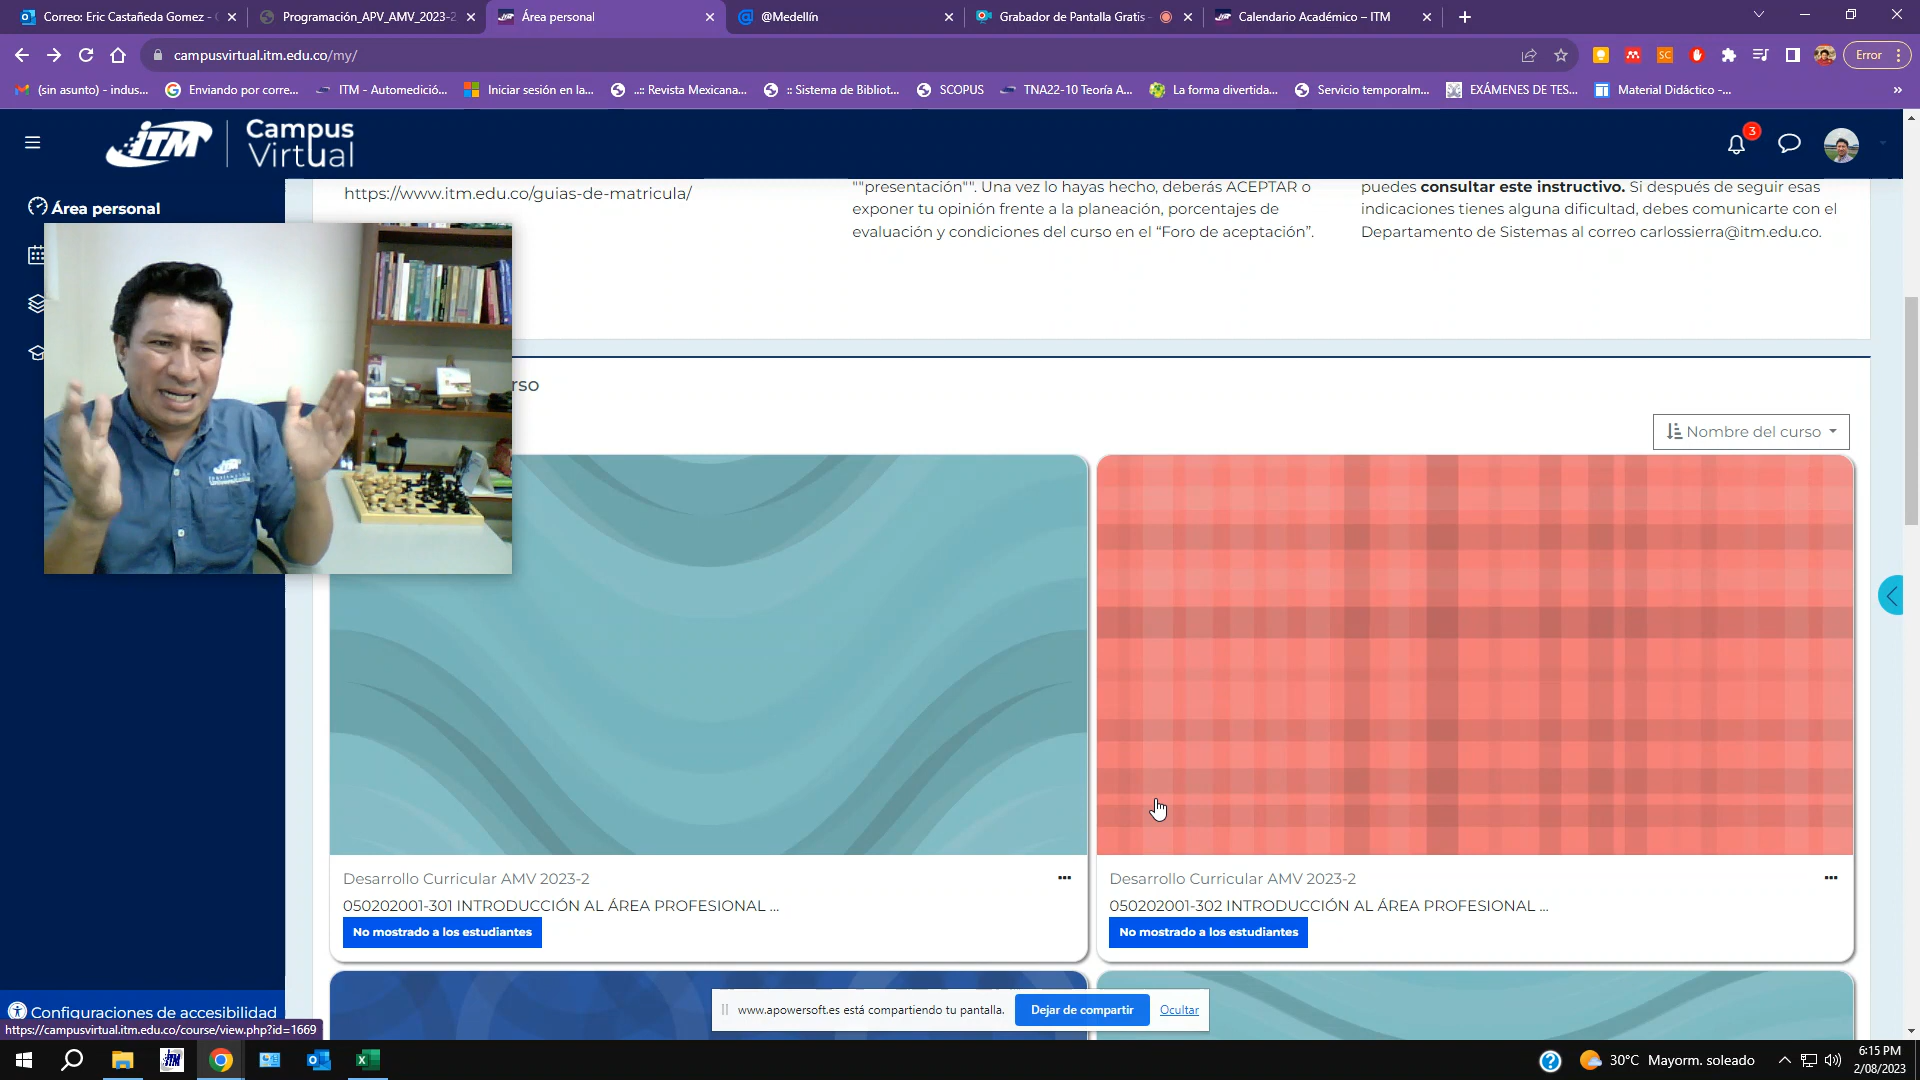 Correo: Eric Castañeda Gomez -
Programación_APV_AMV_2023-2
Área personal
@Medellín
Grabador de Pantalla Gratis -
Calendario Académico – ITM
campusvirtual.itm.edu.co/my/
Error
(sin asunto) - indus...
Enviando por corre...
ITM - Automedició...
Iniciar sesión en la...
..:: Revista Mexicana...
:: Sistema de Bibliot...
SCOPUS
TNA22-10 Teoría A...
La forma divertida...
Servicio temporalm...
EXÁMENES DE TES...
Material Didáctico -...
ITM
Campus
Virtual
3
Área personal
https://www.itm.edu.co/guias-de-matricula/
""presentación"". Una vez lo hayas hecho, deberás ACEPTAR o
exponer tu opinión frente a la planeación, porcentajes de
evaluación y condiciones del curso en el “Foro de aceptación”.
puedes consultar este instructivo. Si después de seguir esas
indicaciones tienes alguna dificultad, debes comunicarte con el
Departamento de Sistemas al correo carlossierra@itm.edu.co.
rso
Nombre del curso
Desarrollo Curricular AMV 2023-2
050202001-301 INTRODUCCIÓN AL ÁREA PROFESIONAL ...
No mostrado a los estudiantes
Desarrollo Curricular AMV 2023-2
050202001-302 INTRODUCCIÓN AL ÁREA PROFESIONAL ...
No mostrado a los estudiantes
www.apowersoft.es está compartiendo tu pantalla.
Dejar de compartir
Ocultar
Configuraciones de accesibilidad
https://campusvirtual.itm.edu.co/course/view.php?id=1669
30°C Mayorm. soleado
6:15 PM
2/08/2023